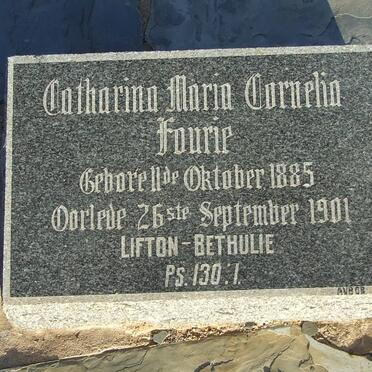 Catharina Maria Cornelia
Fourie
Gebore 11de Oktober 1885
Oorlede 26ste September 1901
LIFTON-BETHULIE
PS. 130:1.